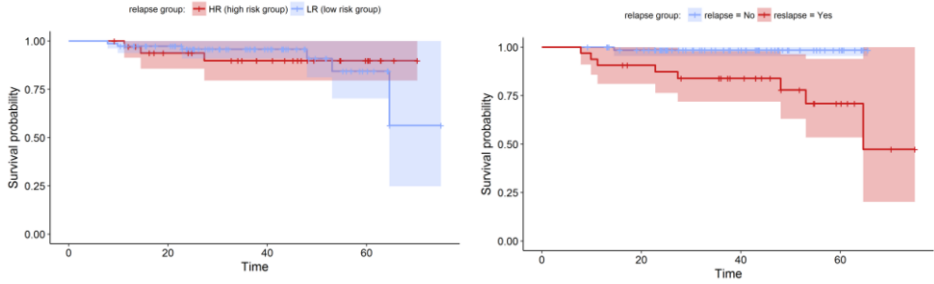 relapse group: HR (high risk group) LR (low risk group)
1.00
0.75
0.50
0.25
0.00
Survival probability
0 20 40 60
Time
relapse group: relapse = No reslapse = Yes
1.00
0.75
0.50
0.25
0.00
Survival probability
0 20 40 60
Time